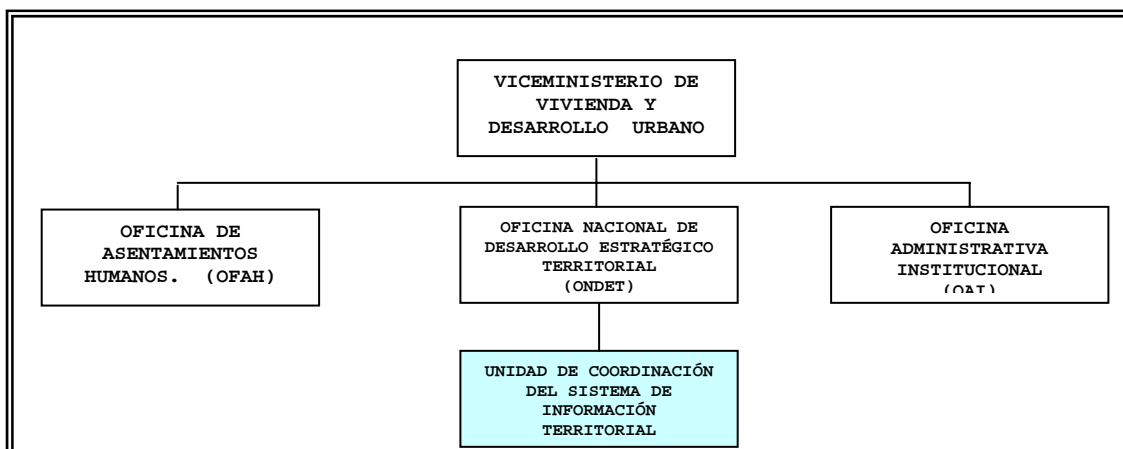 VICEMINISTERIO DE
VIVIENDA Y
DESARROLLO URBANO
OFICINA DE
ASENTAMIENTOS
HUMANOS. (OFAH)
OFICINA NACIONAL DE
DESARROLLO ESTRATÉGICO
TERRITORIAL
(ONDET)
OFICINA
ADMINISTRATIVA
INSTITUCIONAL
(OAI)
UNIDAD DE COORDINACIÓN
DEL SISTEMA DE
INFORMACIÓN
TERRITORIAL